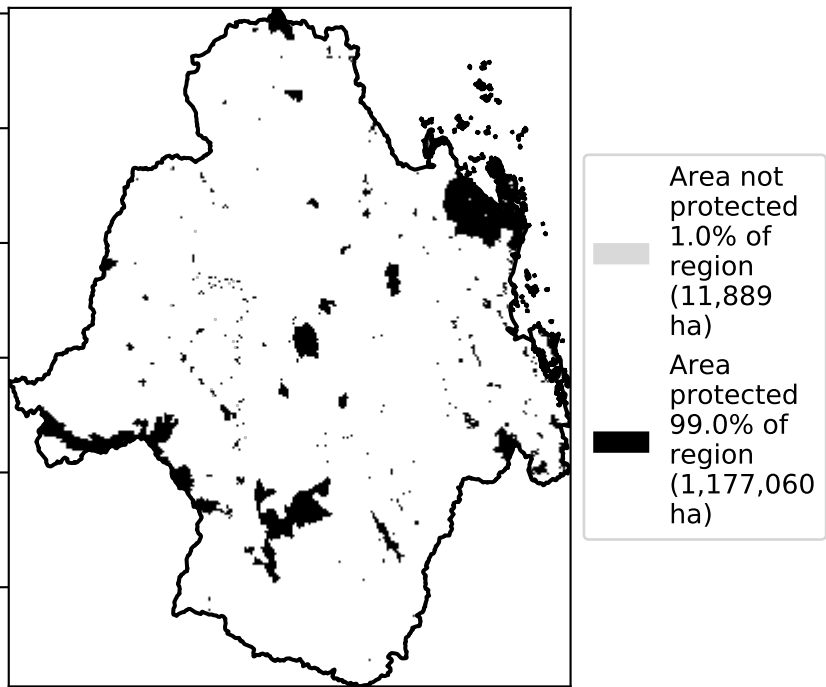 Area not
protected
1.0% of
region
(11,889
ha)
Area
protected
99.0% of
region
(1,177,060
ha)